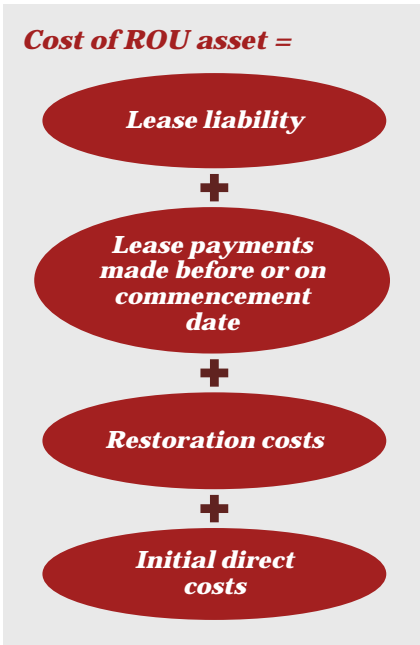 Cost of ROU asset =
Lease liability
+
Lease payments
made before or on
commencement
date
+
Restoration costs
+
Initial direct
costs